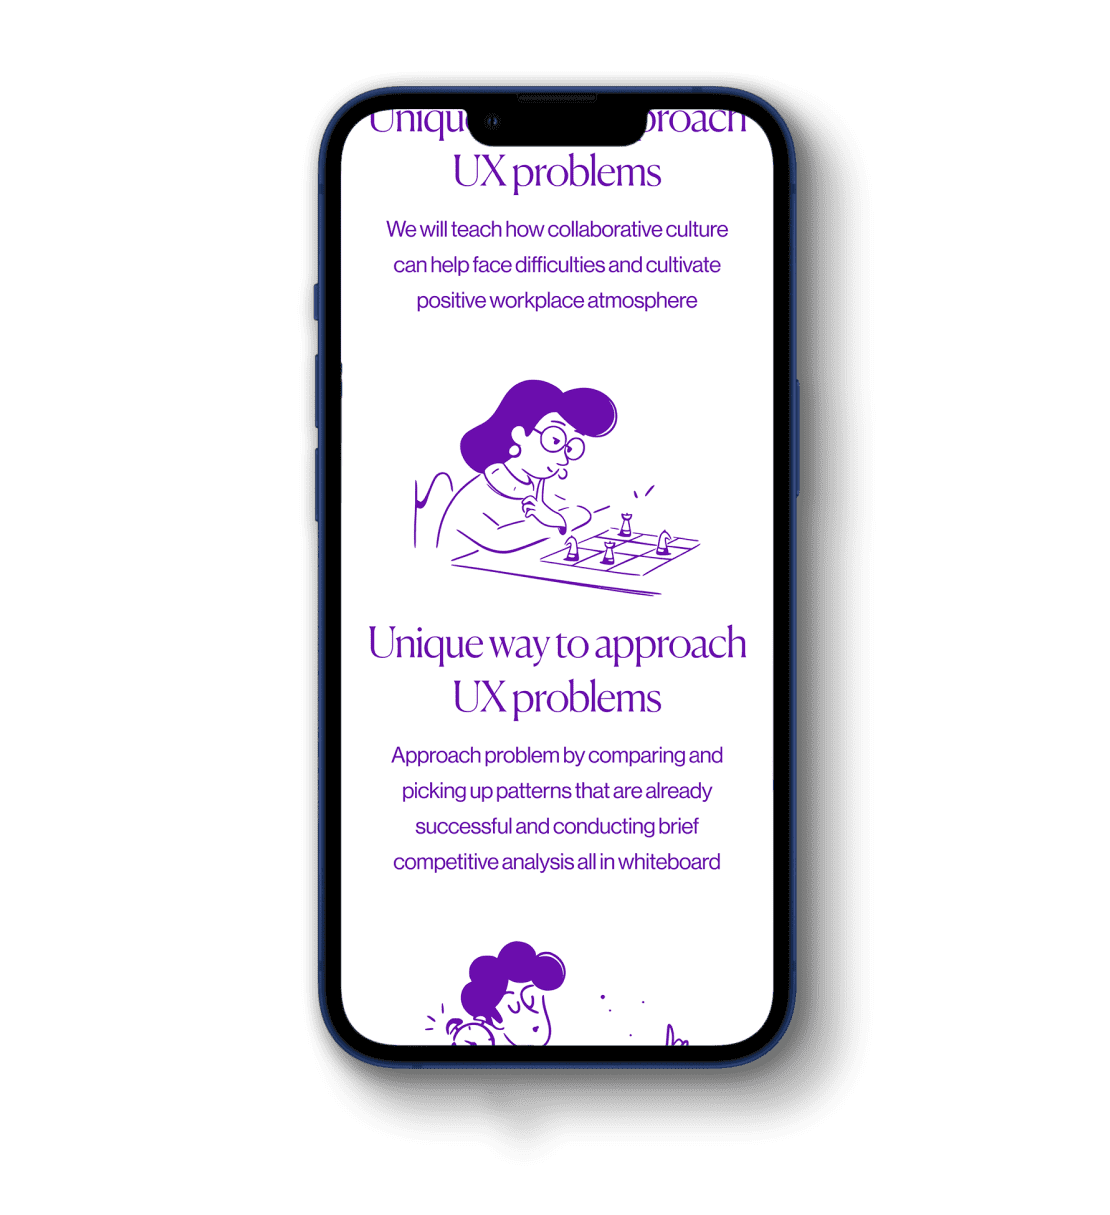 Uniqu proach
UX problems
We will teach how collaborative culture
can help face difficulties and cultivate
positive workplace atmosphere
Unique way to approach
UX problems
Approach problem by comparing and
picking up patterns that are already
successful and conducting brief
competitive analysis all in whiteboard